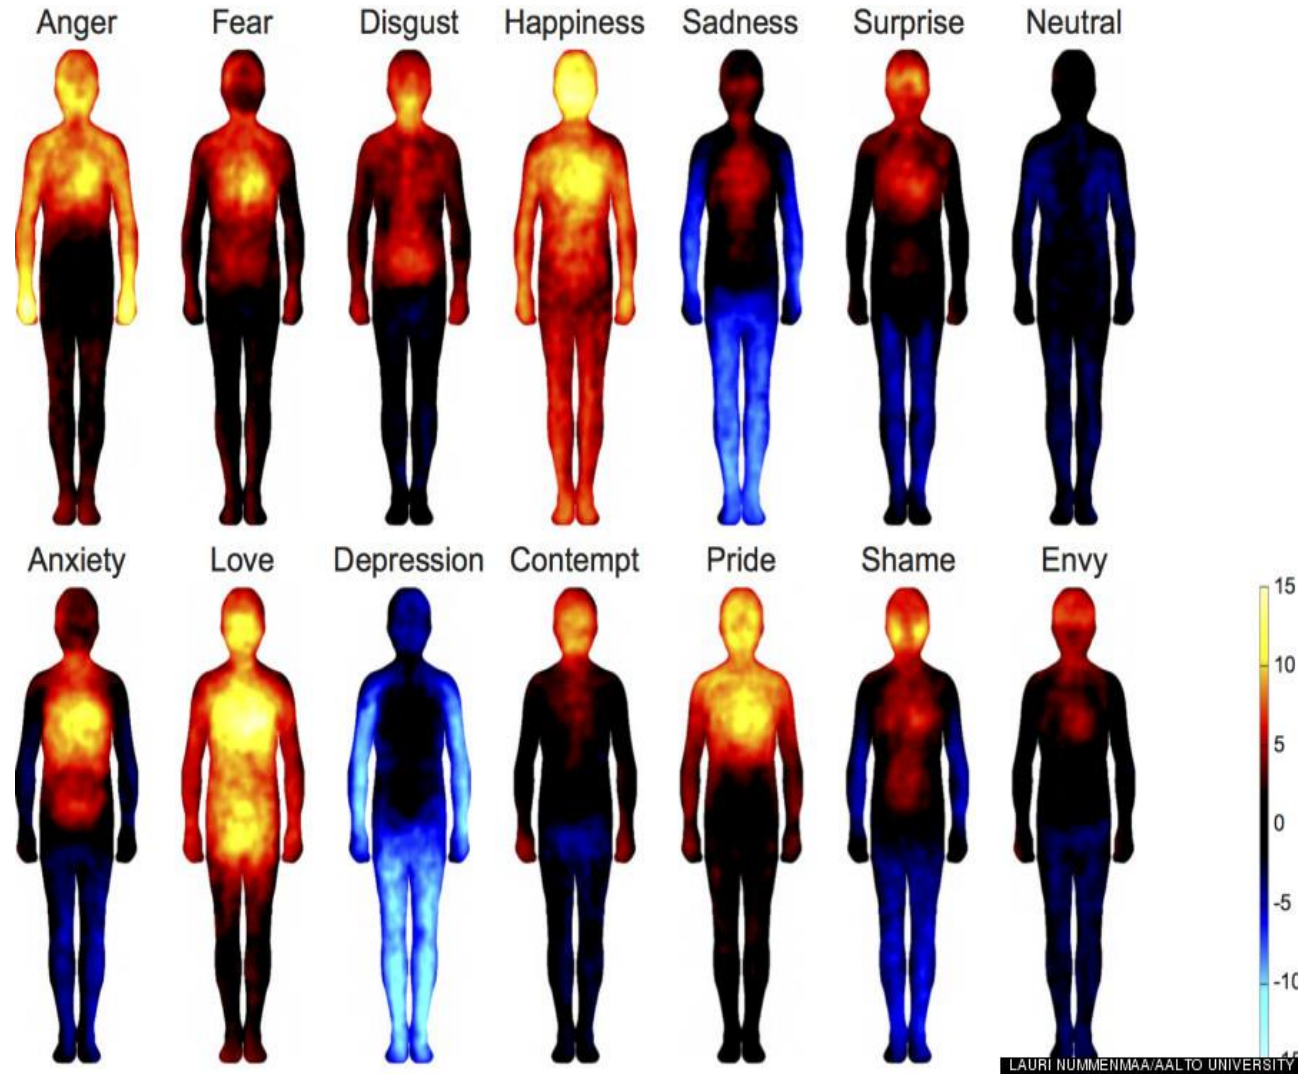 Anger Fear Disgust Happiness Sadness Surprise Neutral
Anxiety Love Depression Contempt Pride Shame Envy
15
10
5
0
-5
-10
LAURI NUMMENMAA/AALTO UNIVERSITY